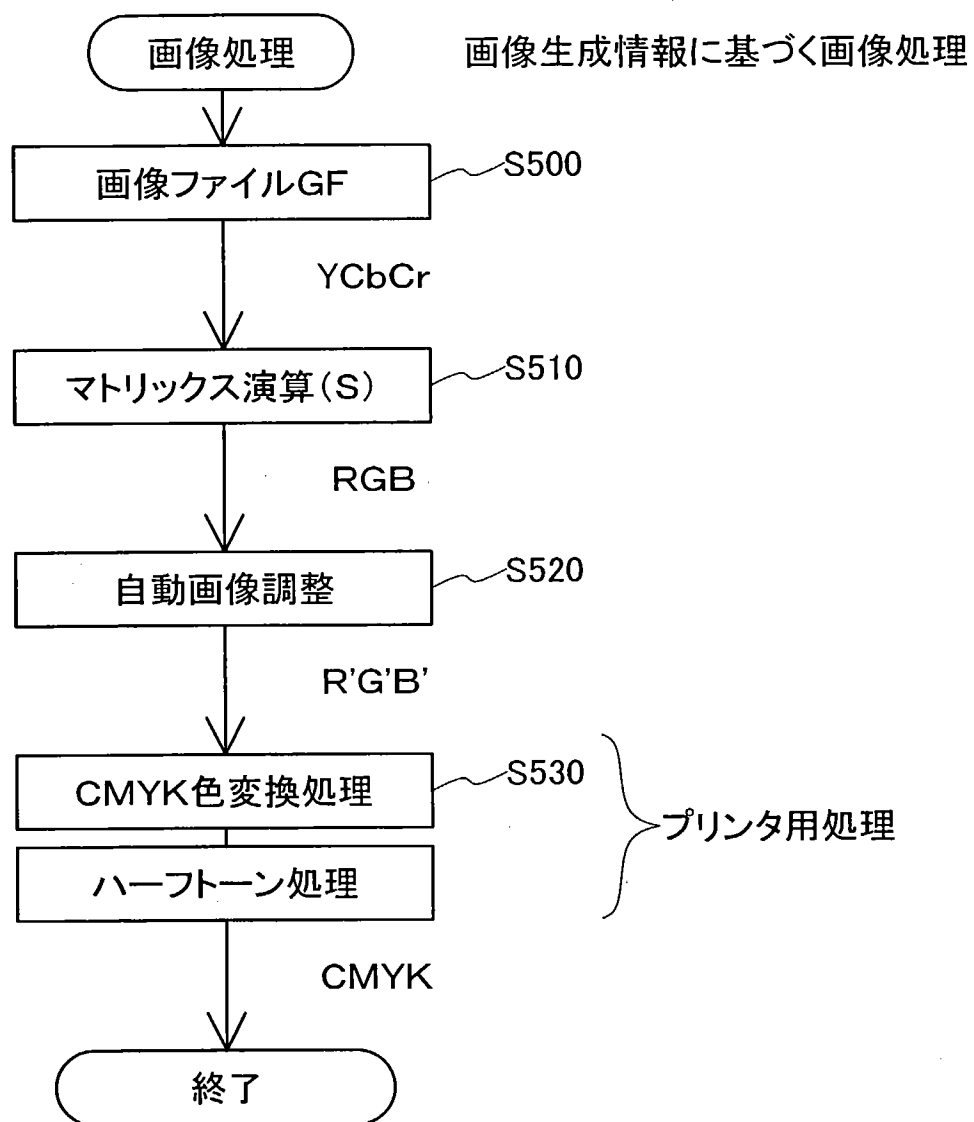 画像処理
画像生成情報に基づく画像処理
画像ファイルGF
S500
YCbCr
マトリックス演算(S)
S510
RGB
自動画像調整
S520
R'G'B'
CMYK色変換処理
S530
プリンタ用処理
ハーフトーン処理
CMYK
終了